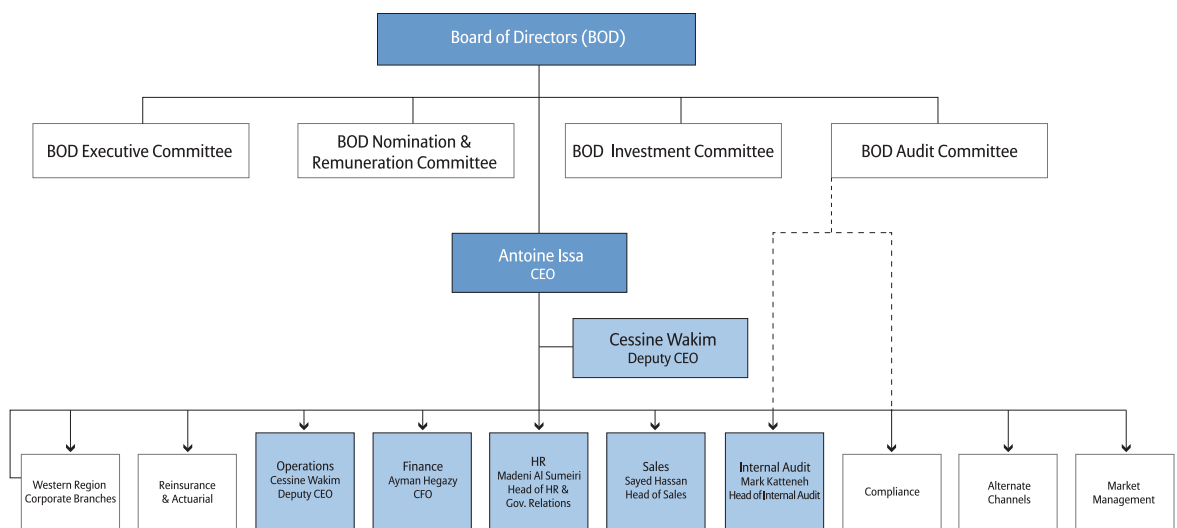 Board of Directors (BOD)
BOD Executive Committee
BOD Nomination &
Remuneration Committee
BOD Investment Committee
BOD Audit Committee
Antoine Issa
CEO
Cessine Wakim
Deputy CEO
Western Region
Corporate Branches
Reinsurance
& Actuarial
Operations
Cessine Wakim
Deputy CEO
Finance
Ayman Hegazy
CFO
HR
Madeni Al Sumeiri
Head of HR &
Gov. Relations
Sales
Sayed Hassan
Head of Sales
Internal Audit
Mark Katteneh
Head of Internal Audit
Compliance
Alternate
Channels
Market
Management